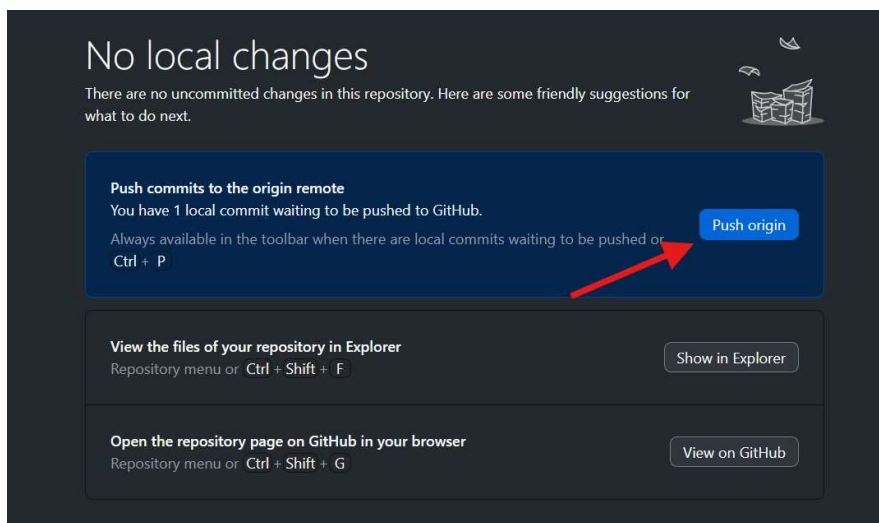 No local changes
There are no uncommitted changes in this repository. Here are some friendly suggestions for
what to do next.
Push commits to the origin remote
You have 1 local commit waiting to be pushed to GitHub.
Always available in the toolbar when there are local commits waiting to be pushed or
Ctrl + P
Push origin
View the files of your repository in Explorer
Repository menu or Ctrl + Shift + F
Show in Explorer
Open the repository page on GitHub in your browser
Repository menu or Ctrl + Shift + G
View on GitHub